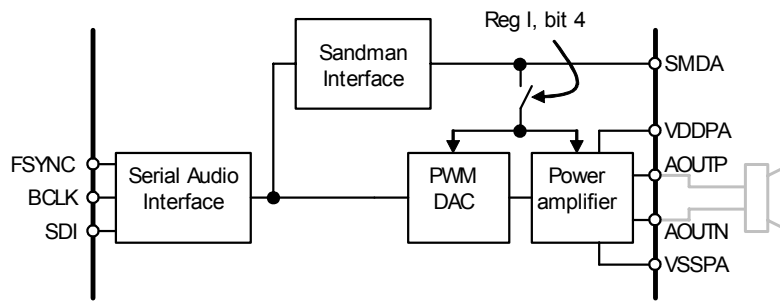 Reg I, bit 4
Sandman
Interface
SMDA
VDDPA
FSYNC
BCLK
SDI
Serial Audio
Interface
PWM
DAC
Power
amplifier
AOUTP
AOUTN
VSSPA